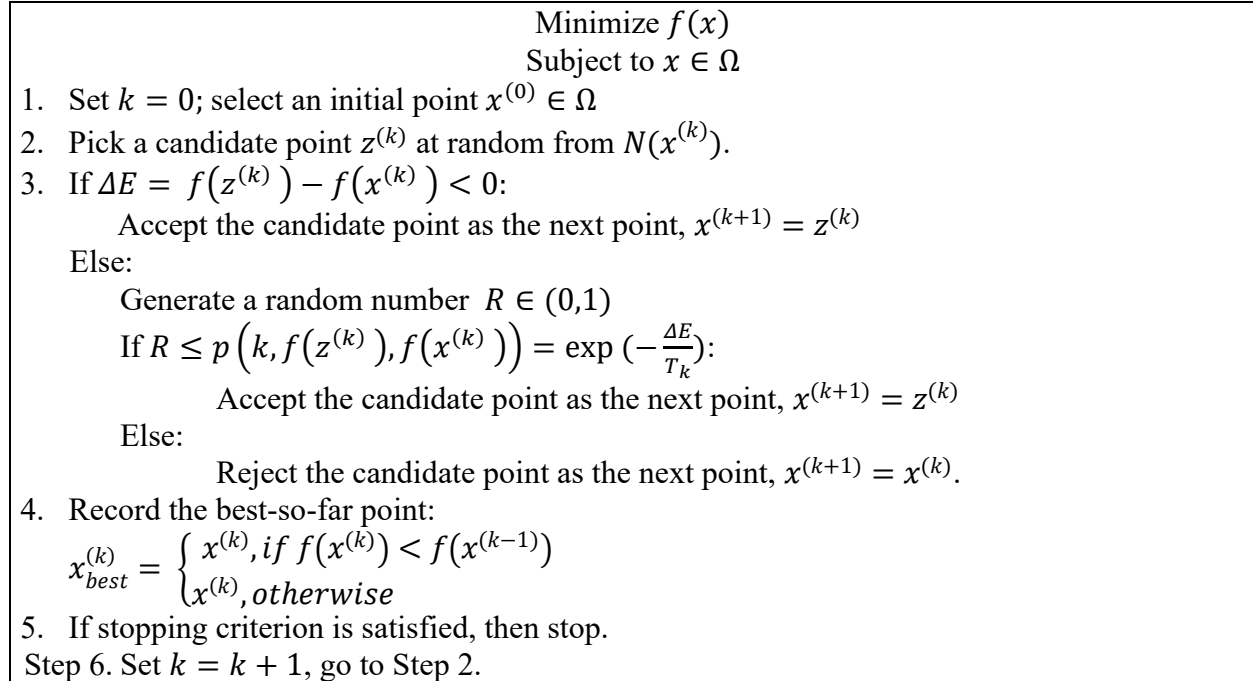 Minimize 𝑓(𝑥)
Subject to 𝑥 ∈ Ω
1. Set 𝑘 = 0; select an initial point 𝑥^(0) ∈ Ω
2. Pick a candidate point 𝑧^(𝑘) at random from 𝑁(𝑥^(𝑘)).
3. If 𝛥𝐸 = 𝑓(𝑧^(𝑘) ) − 𝑓(𝑥^(𝑘) ) < 0:
Accept the candidate point as the next point, 𝑥^(𝑘+1) = 𝑧^(𝑘)
Else:
Generate a random number 𝑅 ∈ (0,1)
If 𝑅 ≤ 𝑝 (𝑘, 𝑓(𝑧^(𝑘) ), 𝑓(𝑥^(𝑘) )) = exp (−𝛥𝐸/𝑇_𝑘):
Accept the candidate point as the next point, 𝑥^(𝑘+1) = 𝑧^(𝑘)
Else:
Reject the candidate point as the next point, 𝑥^(𝑘+1) = 𝑥^(𝑘).
4. Record the best-so-far point:
𝑥_𝑏𝑒𝑠𝑡^(𝑘) = { 𝑥^(𝑘), 𝑖𝑓 𝑓(𝑥^(𝑘)) < 𝑓(𝑥^(𝑘−1))
𝑥^(𝑘), 𝑜𝑡ℎ𝑒𝑟𝑤𝑖𝑠𝑒
5. If stopping criterion is satisfied, then stop.
Step 6. Set 𝑘 = 𝑘 + 1, go to Step 2.